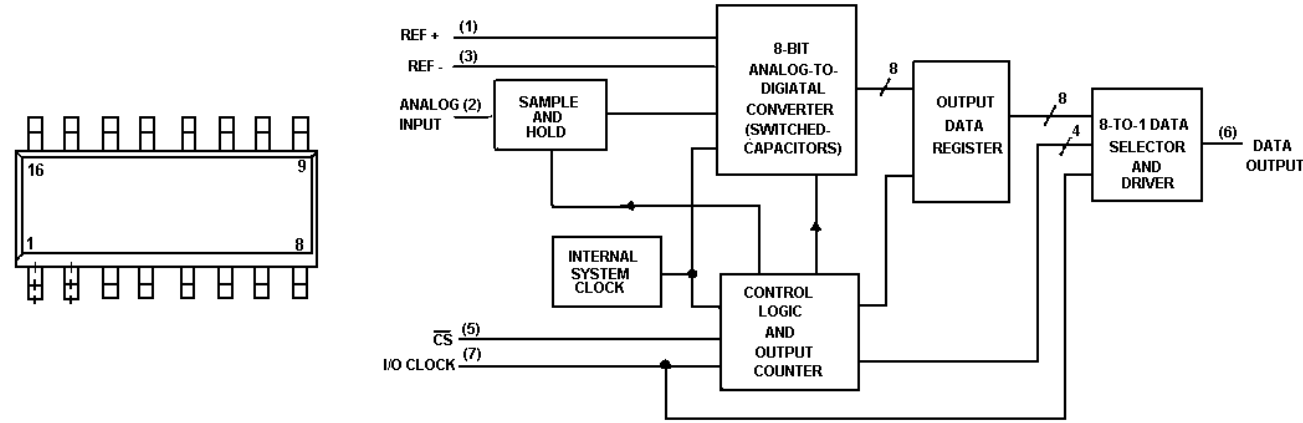 16
9
1
8
REF + (1)
REF - (3)
ANALOG (2)
INPUT
SAMPLE
AND
HOLD
8-BIT
ANALOG-TO-
DIGIATAL
CONVERTER
(SWITCHED-
CAPACITORS)
8
OUTPUT
DATA
REGISTER
8
4
8-TO-1 DATA
SELECTOR
AND
DRIVER
(6)
DATA
OUTPUT
INTERNAL
SYSTEM
CLOCK
CONTROL
LOGIC
AND
OUTPUT
COUNTER
C̅S̅ (5)
I/O CLOCK (7)